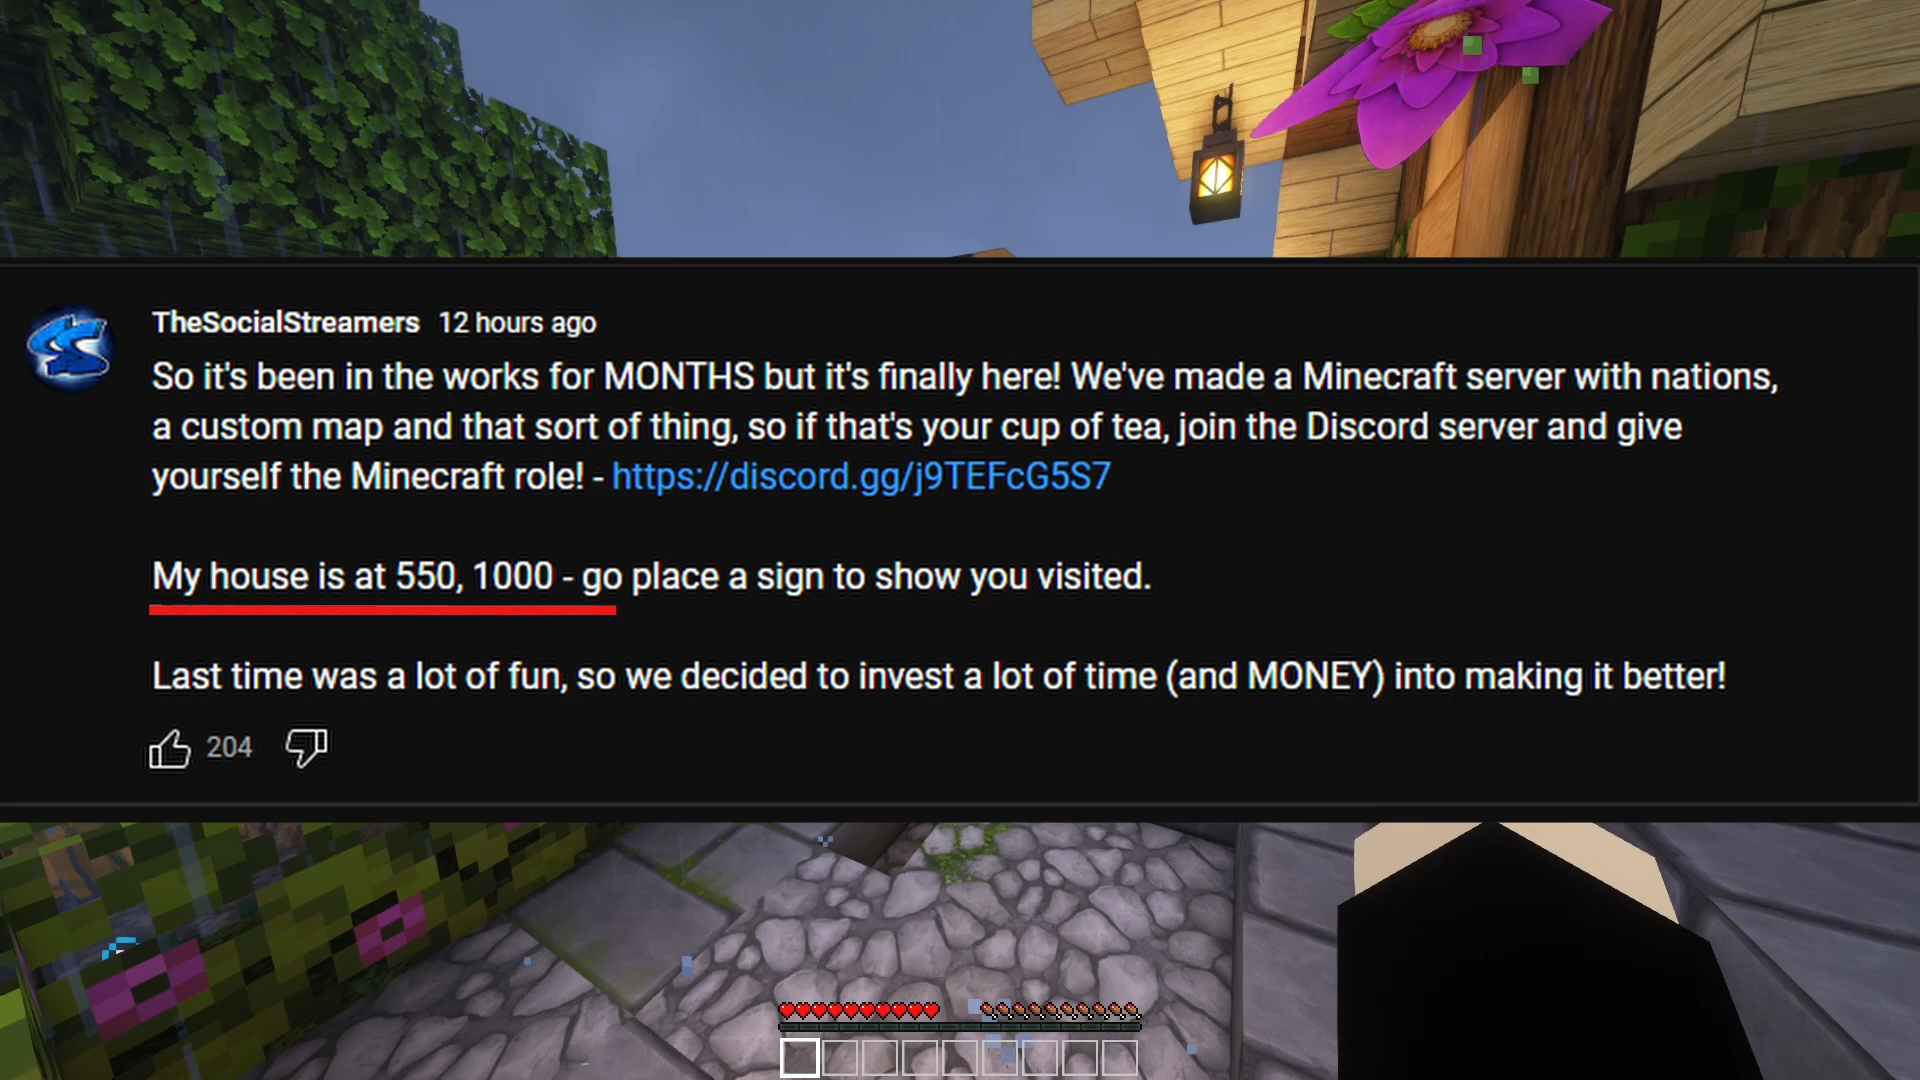 TheSocialStreamers 12 hours ago
So it's been in the works for MONTHS but it's finally here! We've made a Minecraft server with nations,
a custom map and that sort of thing, so if that's your cup of tea, join the Discord server and give
yourself the Minecraft role! - https://discord.gg/j9TEFcG5S7
My house is at 550, 1000 - go place a sign to show you visited.
Last time was a lot of fun, so we decided to invest a lot of time (and MONEY) into making it better!
204